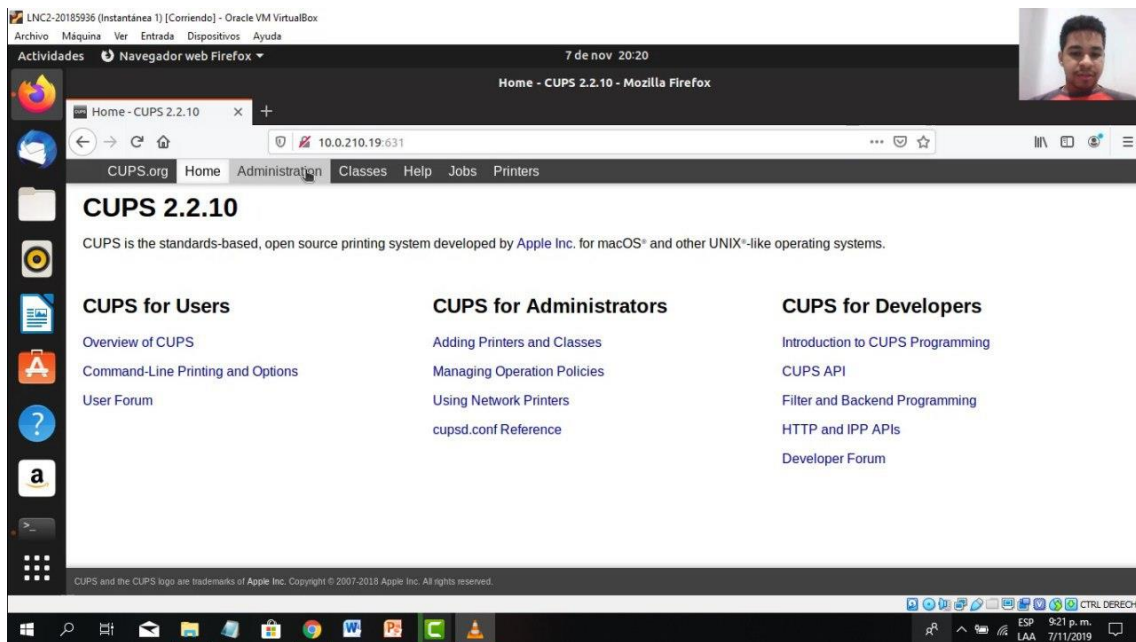 LNC2-20185936 (Instantánea 1) [Corriendo] - Oracle VM VirtualBox
Archivo Máquina Ver Entrada Dispositivos Ayuda
Actividades Navegador web Firefox 7 de nov 20:20
Home - CUPS 2.2.10 - Mozilla Firefox
Home - CUPS 2.2.10
10.0.210.19:631
CUPS.org Home Administration Classes Help Jobs Printers
CUPS 2.2.10
CUPS is the standards-based, open source printing system developed by Apple Inc. for macOS® and other UNIX®-like operating systems.
CUPS for Users
Overview of CUPS
Command-Line Printing and Options
User Forum
CUPS for Administrators
Adding Printers and Classes
Managing Operation Policies
Using Network Printers
cupsd.conf Reference
CUPS for Developers
Introduction to CUPS Programming
CUPS API
Filter and Backend Programming
HTTP and IPP APIs
Developer Forum
CUPS and the CUPS logo are trademarks of Apple Inc. Copyright © 2007-2018 Apple Inc. All rights reserved.
CTRL DERECH
ESP 9:21 p. m.
LAA 7/11/2019